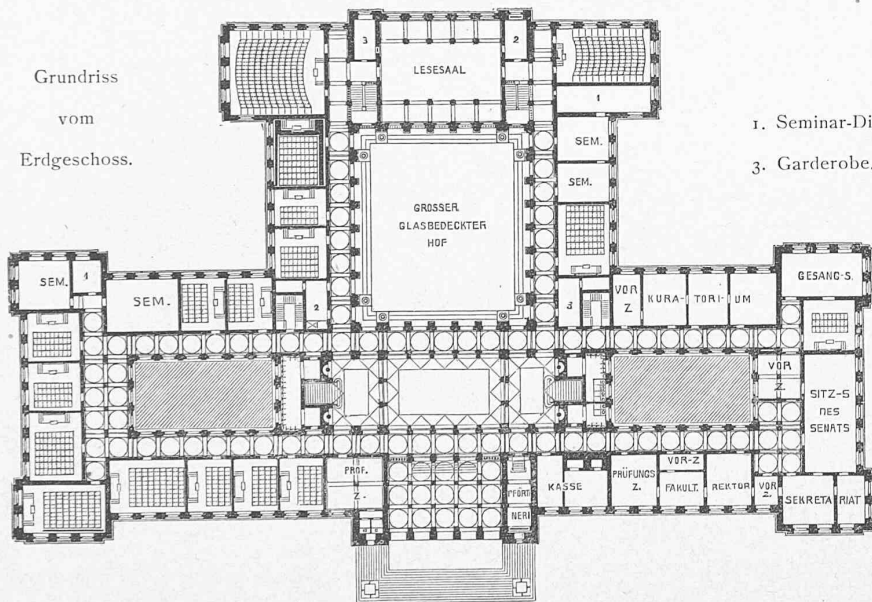 Grundriss
vom
Erdgeschoss.
3
2
LESESAAL
1
1. Seminar-Di
3. Garderobe.
SEM.
SEM.
GROSSER
GLASBEDECKTER
HOF
SEM.
1
SEM.
2
3
VOR
Z
KURA-
TORI-
UM
GESANG-S.
VOR
Z.
SITZ-S
DES
SENATS
PROF.
Z.
PFÖRT
NEREI
KASSE
PRÜFUNGS
Z.
VOR-Z
FAKULT.
REKTOR
VOR
Z.
SEKRETA
RIAT